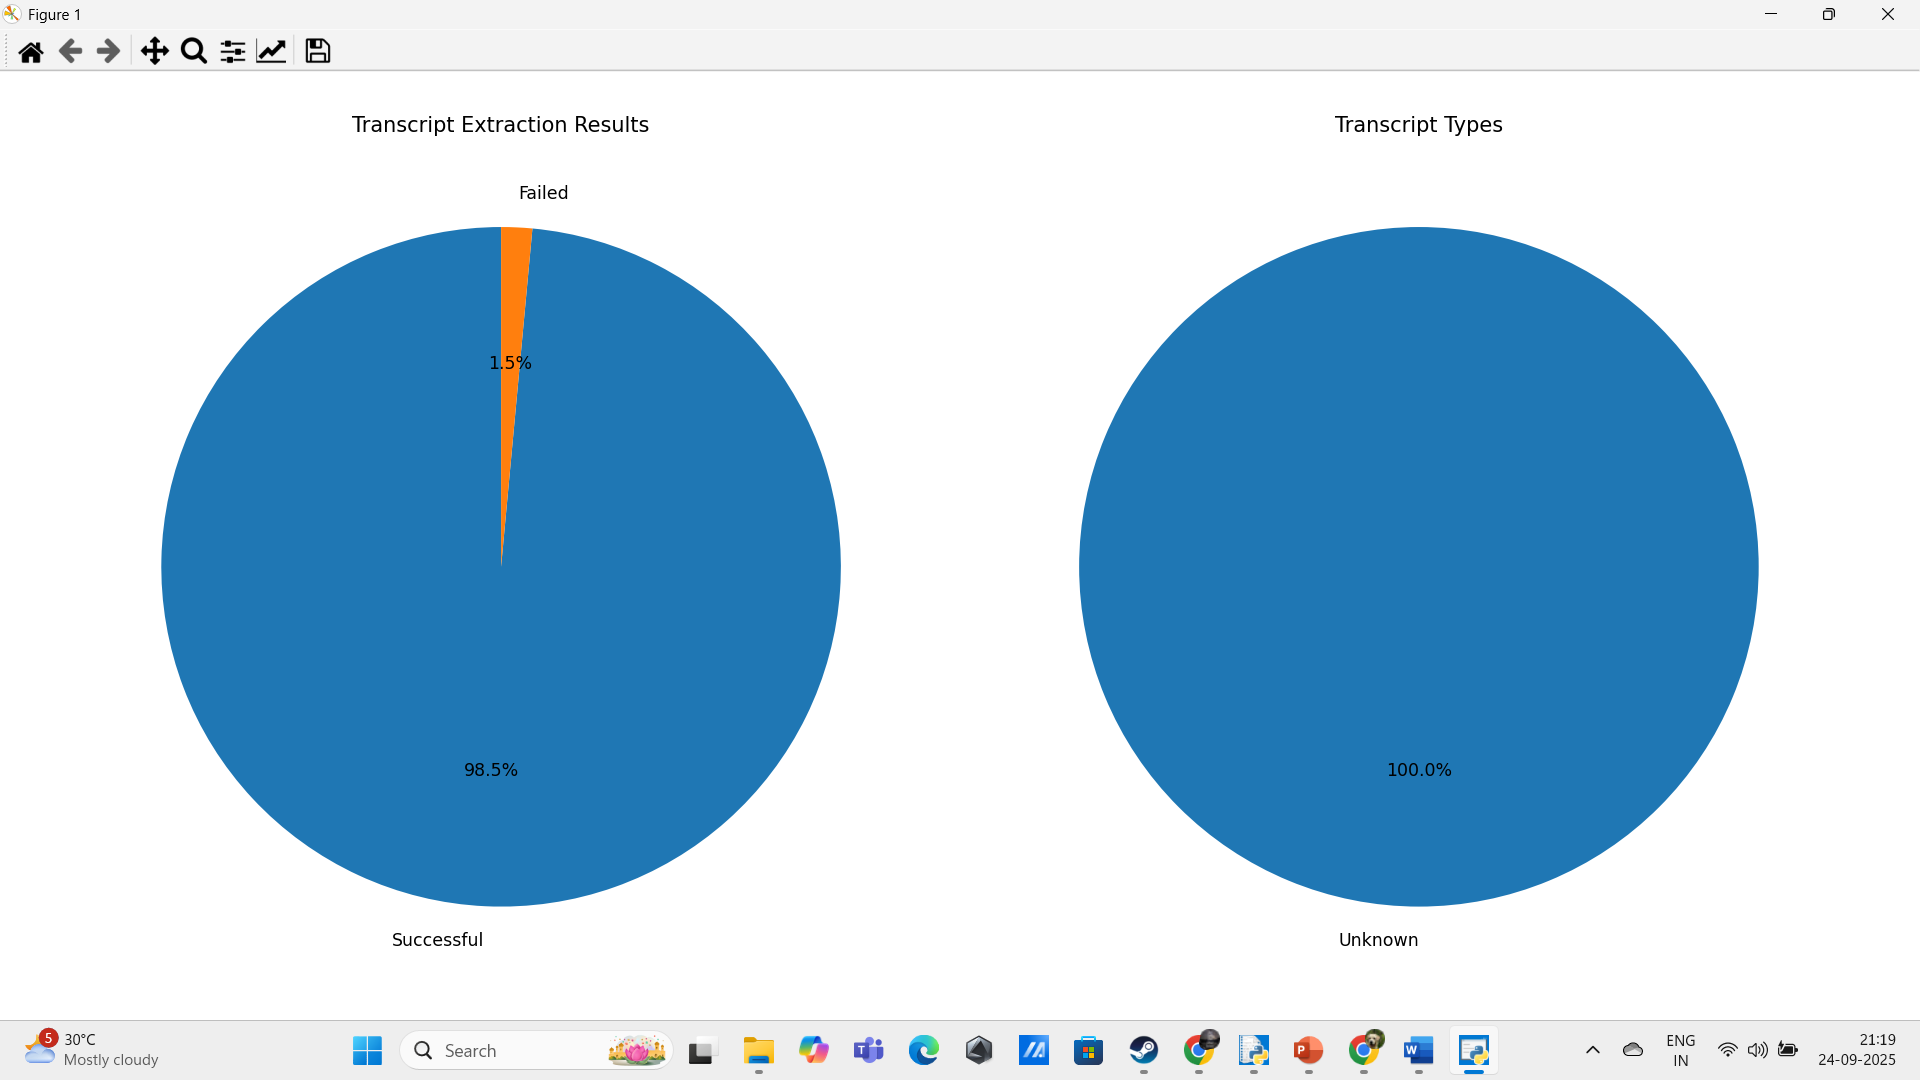 Figure 1
Transcript Extraction Results
Failed
1.5%
98.5%
Successful
Transcript Types
100.0%
Unknown
5
30°C
Mostly cloudy
Search
T
P
W
ENG
IN
21:19
24-09-2025